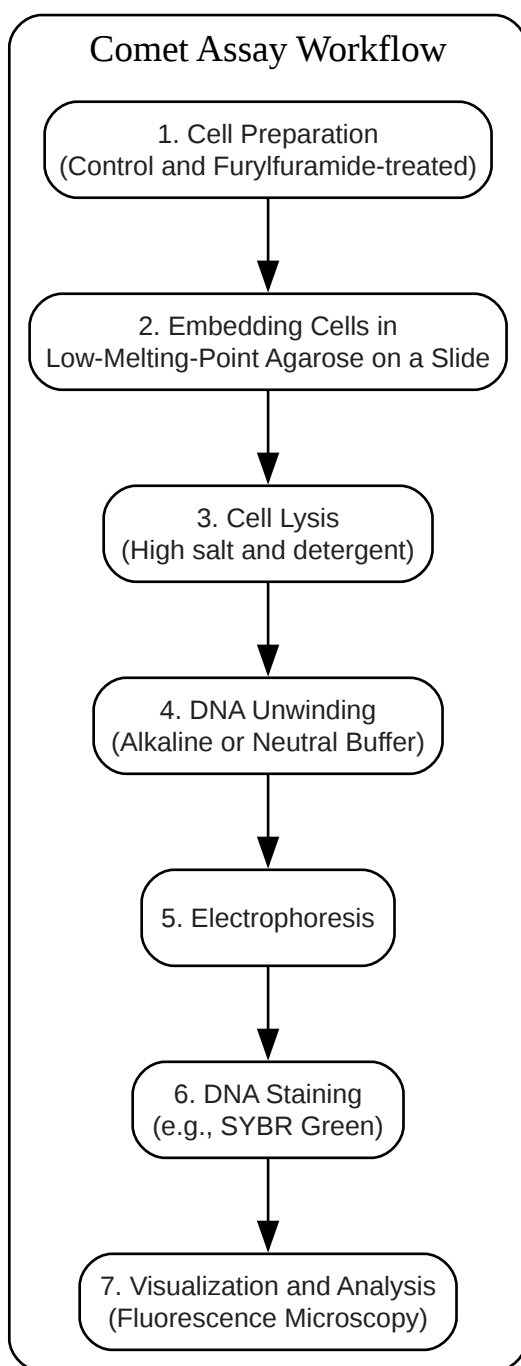 Comet Assay Workflow
1. Cell Preparation
(Control and Furylfuramide-treated)
2. Embedding Cells in
Low-Melting-Point Agarose on a Slide
3. Cell Lysis
(High salt and detergent)
4. DNA Unwinding
(Alkaline or Neutral Buffer)
5. Electrophoresis
6. DNA Staining
(e.g., SYBR Green)
7. Visualization and Analysis
(Fluorescence Microscopy)